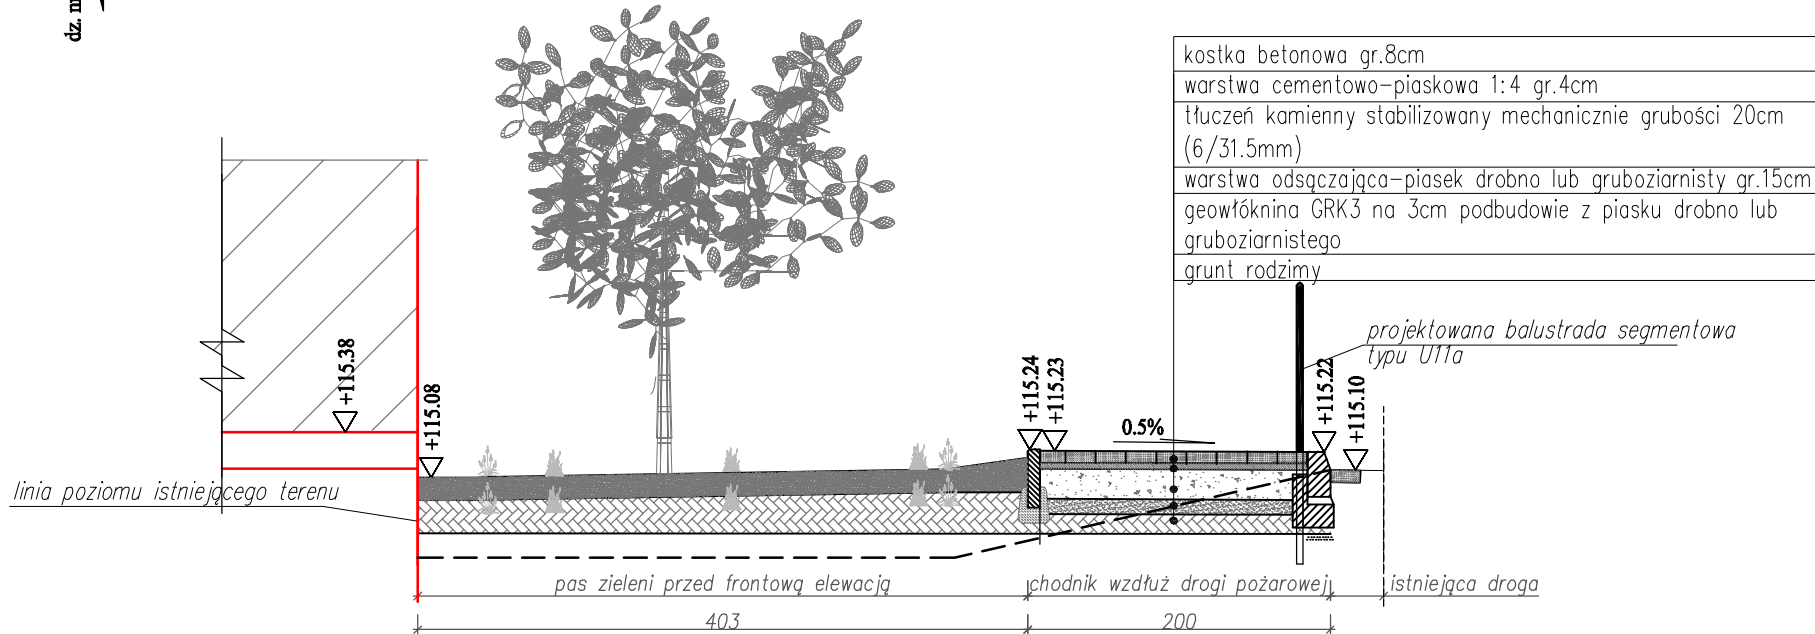 dz.
kostka betonowa gr.8cm
warstwa cementowo-piaskowa 1:4 gr.4cm
tłuczeń kamienny stabilizowany mechanicznie grubości 20cm
(6/31.5mm)
warstwa odsączająca-piasek drobno lub gruboziarnisty gr.15cm
geowłóknina GRK3 na 3cm podbudowie z piasku drobno lub
gruboziarnistego
grunt rodzimy
projektowana balustrada segmentowa
typu U11a
+115.38
+115.08
+115.24
+115.23
0.5%
+115.22
+115.10
linia poziomu istniejącego terenu
pas zieleni przed frontową elewacją
chodnik wzdłuż drogi pożarowej
istniejąca droga
403
200